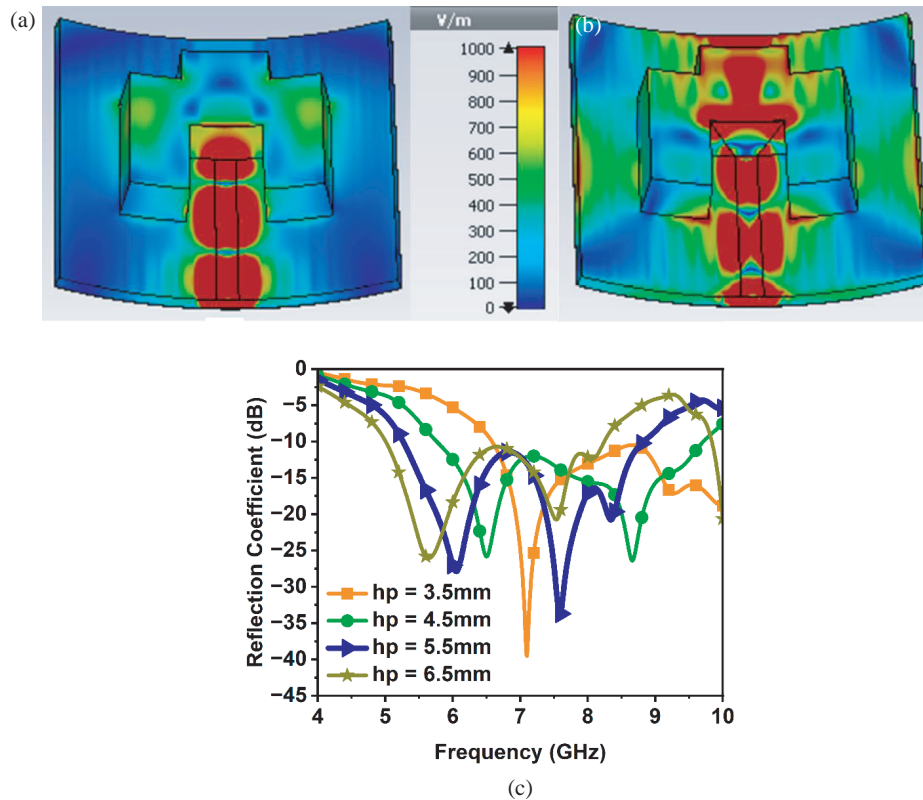 (a)
V/m
(b)
1000
900
800
700
600
500
400
300
200
100
0
Reflection Coefficient (dB)
0
−5
−10
−15
−20
−25
−30
−35
−40
−45
hp = 3.5mm
hp = 4.5mm
hp = 5.5mm
hp = 6.5mm
4 5 6 7 8 9 10
Frequency (GHz)
(c)